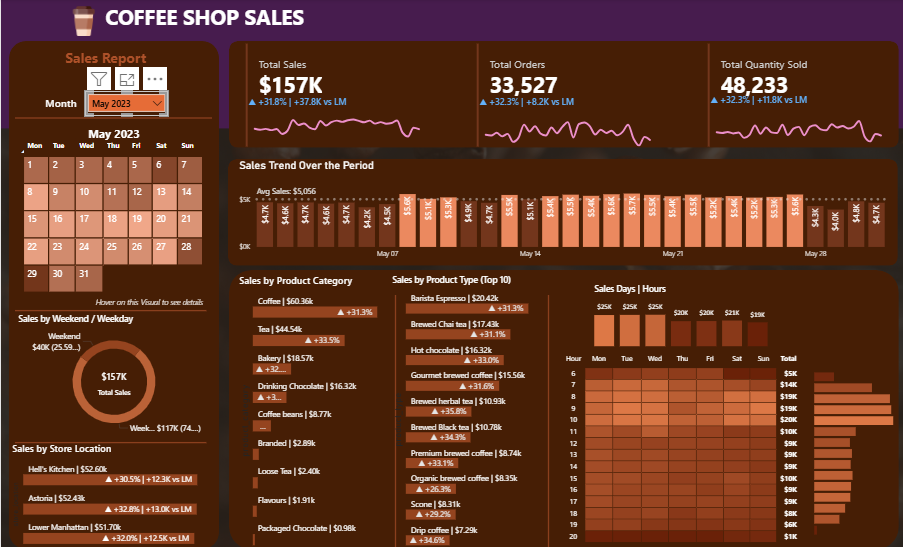 COFFEE SHOP SALES
Sales Report
Month
May 2023
May 2023
Mon Tue Wed Thu Fri Sat Sun
1 2 3 4 5 6 7
8 9 10 11 12 13 14
15 16 17 18 19 20 21
22 23 24 25 26 27 28
29 30 31
Hover on this Visual to see details
Sales by Weekend / Weekday
Weekend
$40K (25.59...)
$157K
Total Sales
Week... $117K (74....)
Sales by Store Location
Hell's Kitchen | $52.60k
▲ +30.5% | +12.3K vs LM
Astoria | $52.43k
▲ +32.8% | +13.0K vs LM
Lower Manhattan | $51.70k
▲ +32.0% | +12.5K vs LM
Total Sales
$157K
▲ +31.8% | +37.8K vs LM
Total Orders
33,527
▲ +32.3% | +8.2K vs LM
Total Quantity Sold
48,233
▲ +32.3% | +11.8K vs LM
Sales Trend Over the Period
Avg Sales: $5,056
$5K
$0K
$4.7K $4.6K $4.7K $4.6K $4.7K $4.2K $4.5K $5.6K $5.1K $5.3K $4.9K $4.7K $5.5K $5.1K $5.4K $5.5K $5.4K $5.6K $5.7K $5.5K $5.4K $5.5K $5.2K $5.4K $5.2K $5.3K $5.6K $4.3K $4.0K $4.8K $4.7K
May 07 May 14 May 21 May 28
Sales by Product Category
Coffee | $60.36k
▲ +31.3%
Tea | $44.54k
▲ +33.5%
Bakery | $18.57k
▲ +32....
Drinking Chocolate | $16.32k
▲ +3...
Coffee beans | $8.77k
...
Branded | $2.89k
Loose Tea | $2.40k
Flavours | $1.91k
Packaged Chocolate | $0.98k
Sales by Product Type (Top 10)
Barista Espresso | $20.42k
▲ +31.3%
Brewed Chai tea | $17.43k
▲ +31.1%
Hot chocolate | $16.32k
▲ +33.0%
Gourmet brewed coffee | $15.56k
▲ +31.6%
Brewed herbal tea | $10.93k
▲ +35.8%
Brewed Black tea | $10.78k
▲ +34.3%
Premium brewed coffee | $8.74k
▲ +33.1%
Organic brewed coffee | $8.35k
▲ +26.3%
Scone | $8.31k
▲ +29.2%
Drip coffee | $7.29k
▲ +34.6%
Sales Days | Hours
$25K $25K $25K $20K $20K $21K $19K
Hour Mon Tue Wed Thu Fri Sat Sun Total
6 $5K
7 $14K
8 $19K
9 $19K
10 $20K
11 $10K
12 $9K
13 $9K
14 $9K
15 $10K
16 $9K
17 $9K
18 $8K
19 $6K
20 $1K